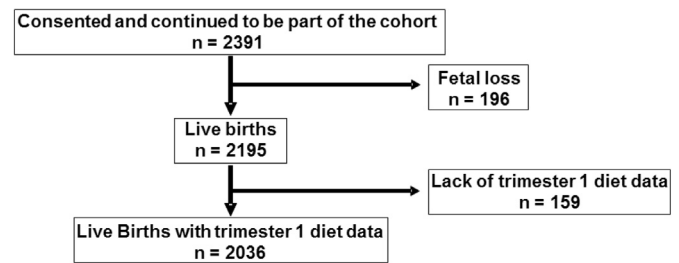 Consented and continued to be part of the cohort
n = 2391
Fetal loss
n = 196
Live births
n = 2195
Lack of trimester 1 diet data
n = 159
Live Births with trimester 1 diet data
n = 2036